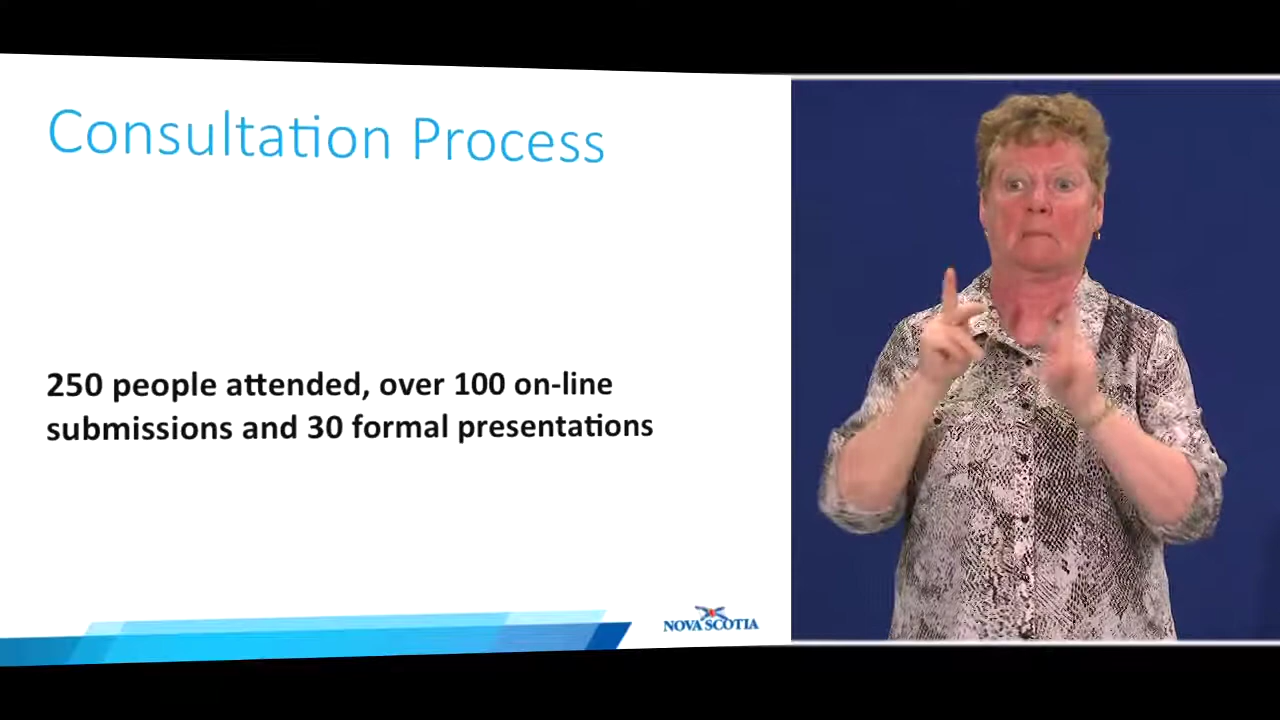 Consultation Process
250 people attended, over 100 on-line
submissions and 30 formal presentations
NOVA SCOTIA